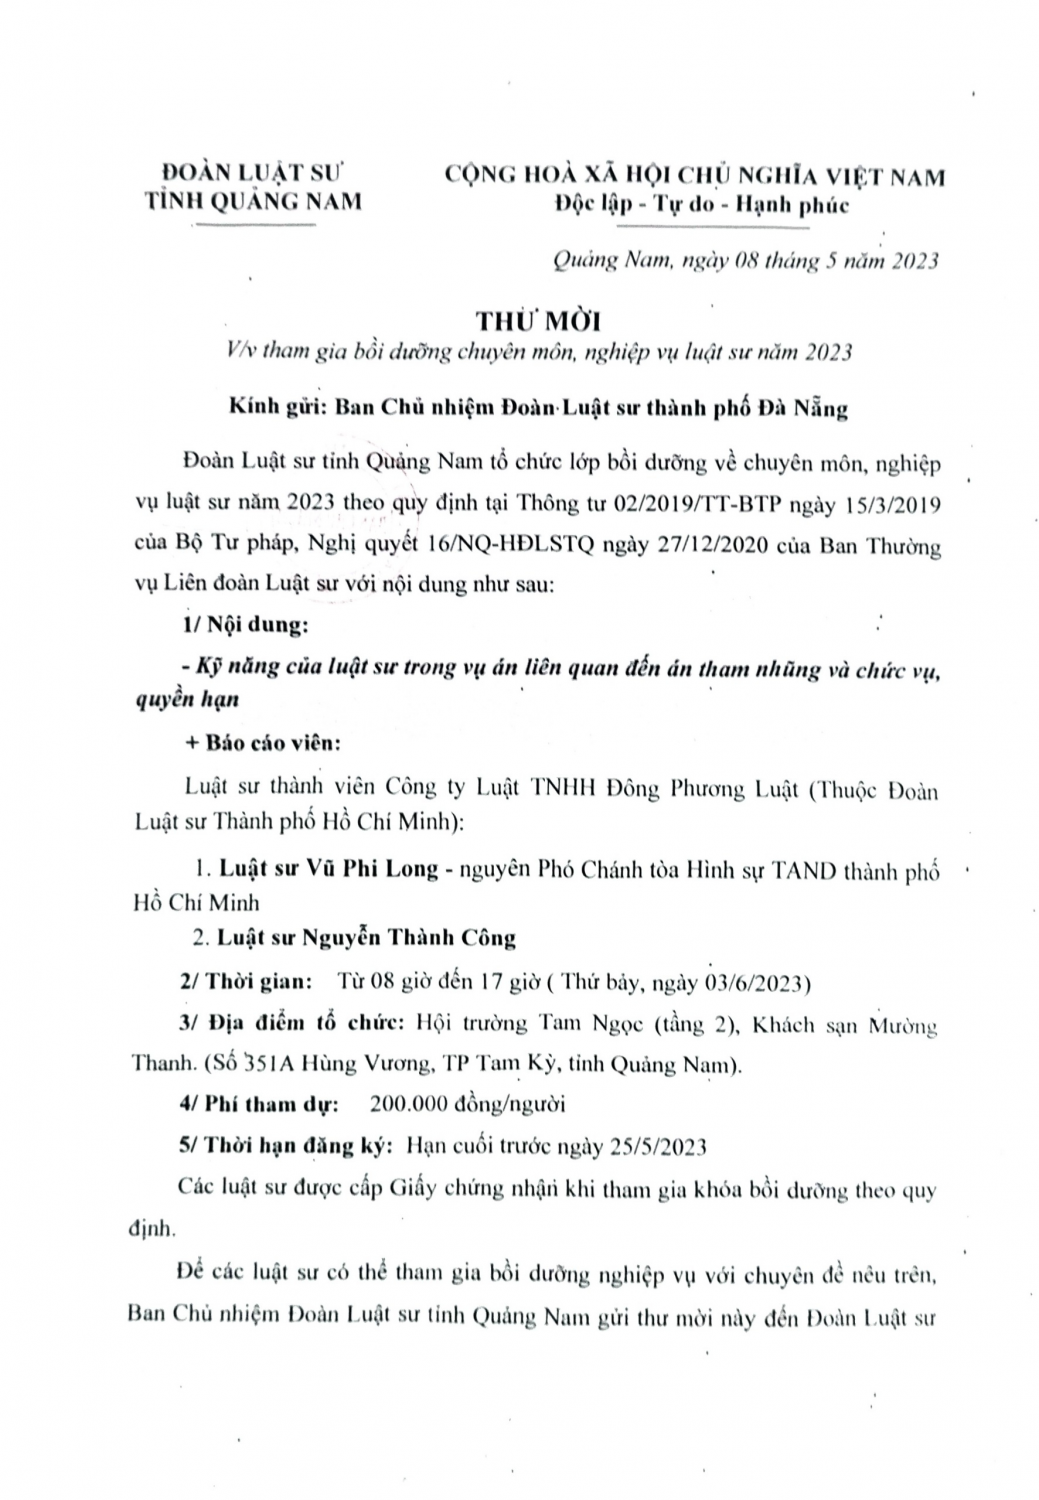 ĐOÀN LUẬT SƯ
TỈNH QUẢNG NAM
CỘNG HOÀ XÃ HỘI CHỦ NGHĨA VIỆT NAM
Độc lập - Tự do - Hạnh phúc
Quảng Nam, ngày 08 tháng 5 năm 2023
THƯ MỜI
V/v tham gia bồi dưỡng chuyên môn, nghiệp vụ luật sư năm 2023
Kính gửi: Ban Chủ nhiệm Đoàn Luật sư thành phố Đà Nẵng
Đoàn Luật sư tỉnh Quảng Nam tổ chức lớp bồi dưỡng về chuyên môn, nghiệp
vụ luật sư năm 2023 theo quy định tại Thông tư 02/2019/TT-BTP ngày 15/3/2019
của Bộ Tư pháp, Nghị quyết 16/NQ-HĐLSTQ ngày 27/12/2020 của Ban Thường
vụ Liên đoàn Luật sư với nội dung như sau:
1/ Nội dung:
- Kỹ năng của luật sư trong vụ án liên quan đến án tham nhũng và chức vụ,
quyền hạn
+ Báo cáo viên:
Luật sư thành viên Công ty Luật TNHH Đông Phương Luật (Thuộc Đoàn
Luật sư Thành phố Hồ Chí Minh):
1. Luật sư Vũ Phi Long - nguyên Phó Chánh tòa Hình sự TAND thành phố
Hồ Chí Minh
2. Luật sư Nguyễn Thành Công
2/ Thời gian: Từ 08 giờ đến 17 giờ ( Thứ bảy, ngày 03/6/2023)
3/ Địa điểm tổ chức: Hội trường Tam Ngọc (tầng 2), Khách sạn Mường
Thanh. (Số 351A Hùng Vương, TP Tam Kỳ, tỉnh Quảng Nam).
4/ Phí tham dự: 200.000 đồng/người
5/ Thời hạn đăng ký: Hạn cuối trước ngày 25/5/2023
Các luật sư được cấp Giấy chứng nhận khi tham gia khóa bồi dưỡng theo quy
định.
Để các luật sư có thể tham gia bồi dưỡng nghiệp vụ với chuyên đề nêu trên,
Ban Chủ nhiệm Đoàn Luật sư tỉnh Quảng Nam gửi thư mời này đến Đoàn Luật sư